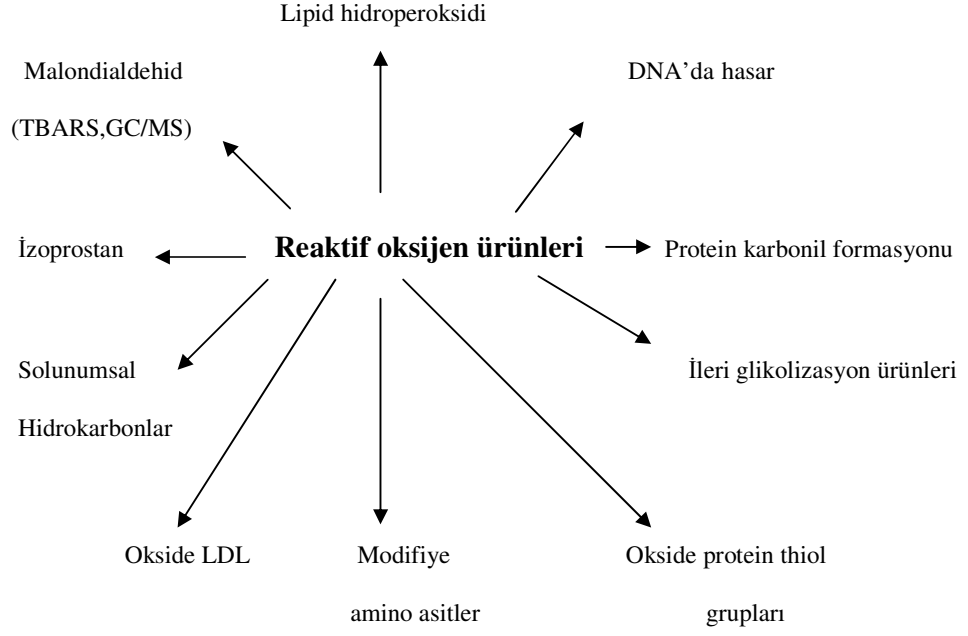 Lipid hidroperoksidi
Malondialdehid
DNA’da hasar
(TBARS,GC/MS)
İzoprostan
Reaktif oksijen ürünleri
Protein karbonil formasyonu
Solunumsal
İleri glikolizasyon ürünleri
Hidrokarbonlar
Okside LDL
Modifiye
Okside protein thiol
amino asitler
grupları